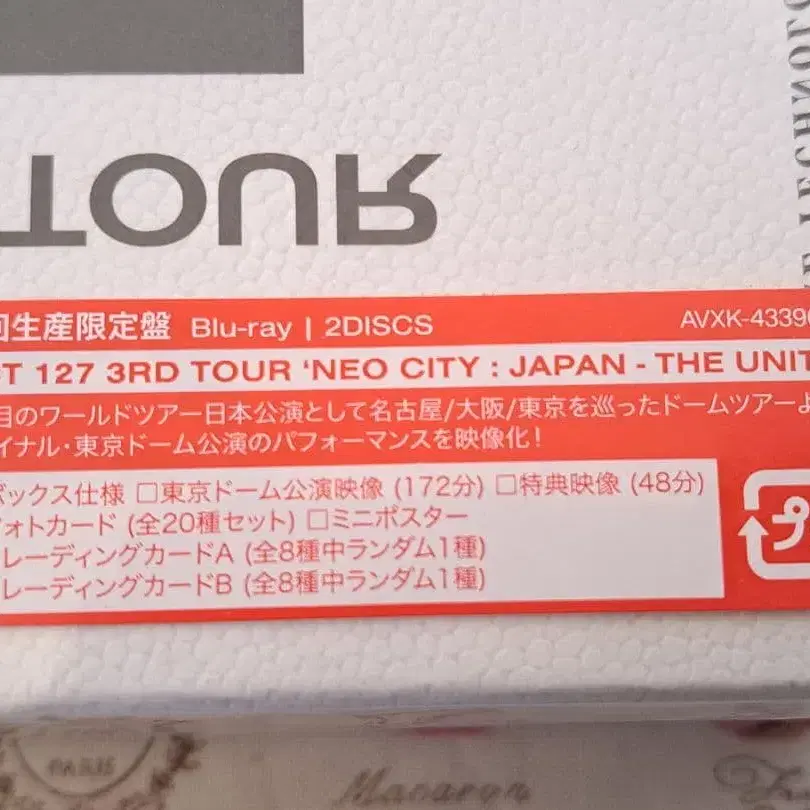 TOUR
回生産限定盤 Blu-ray | 2DISCS
AVXK-4339
T 127 3RD TOUR 'NEO CITY : JAPAN - THE UNIT
目のワールドツアー日本公演として名古屋/大阪/東京を巡ったドームツアーよ
イナル・東京ドーム公演のパフォーマンスを映像化!
ボックス仕様 □東京ドーム公演映像 (172分) □特典映像 (48分)
フォトカード (全20種セット) □ミニポスター
レーディングカードA (全8種中ランダム1種)
レーディングカードB (全8種中ランダム1種)
プ
PARIS
Macaron